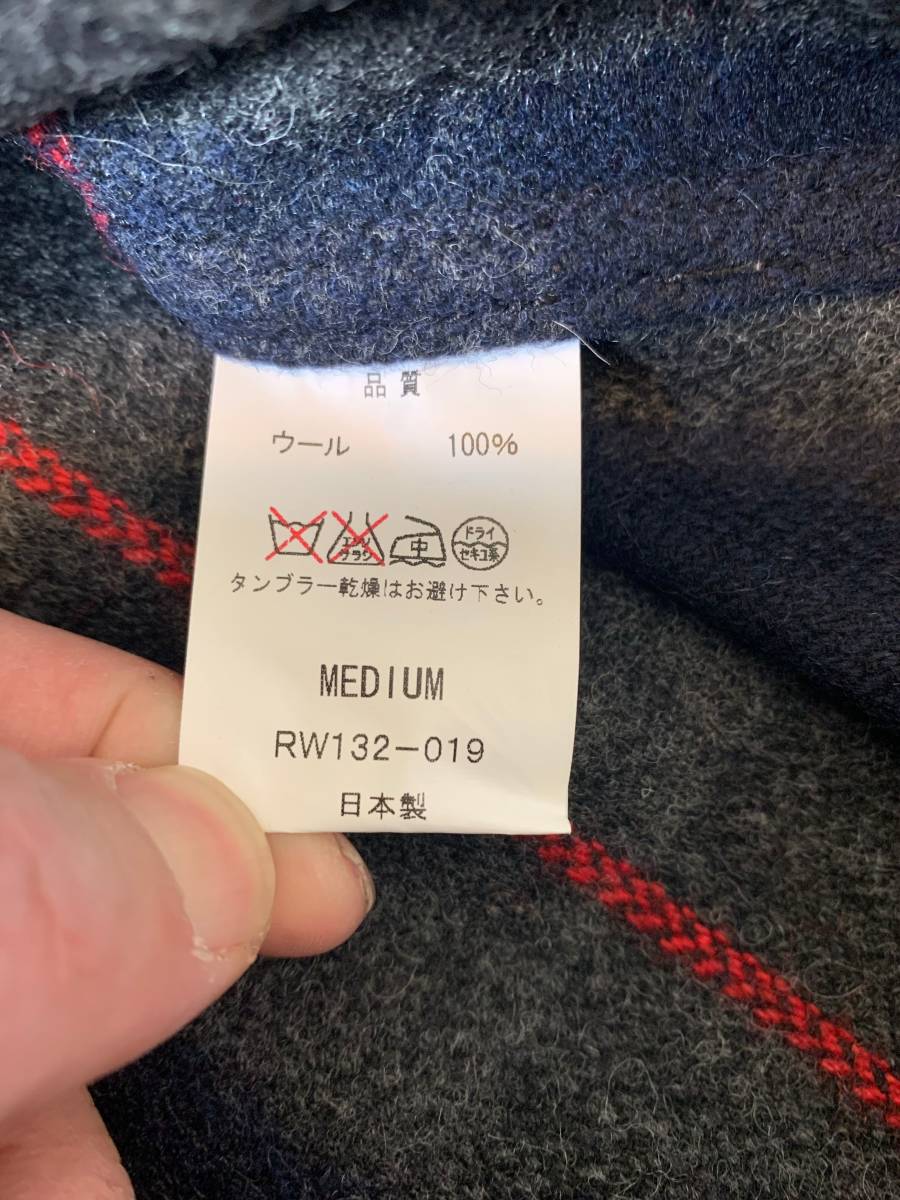 品質
ウール 100%
エンソ サラシ 中 ドライ セキユ系
タンブラー乾燥はお避け下さい。
MEDIUM
RW132-019
日本製